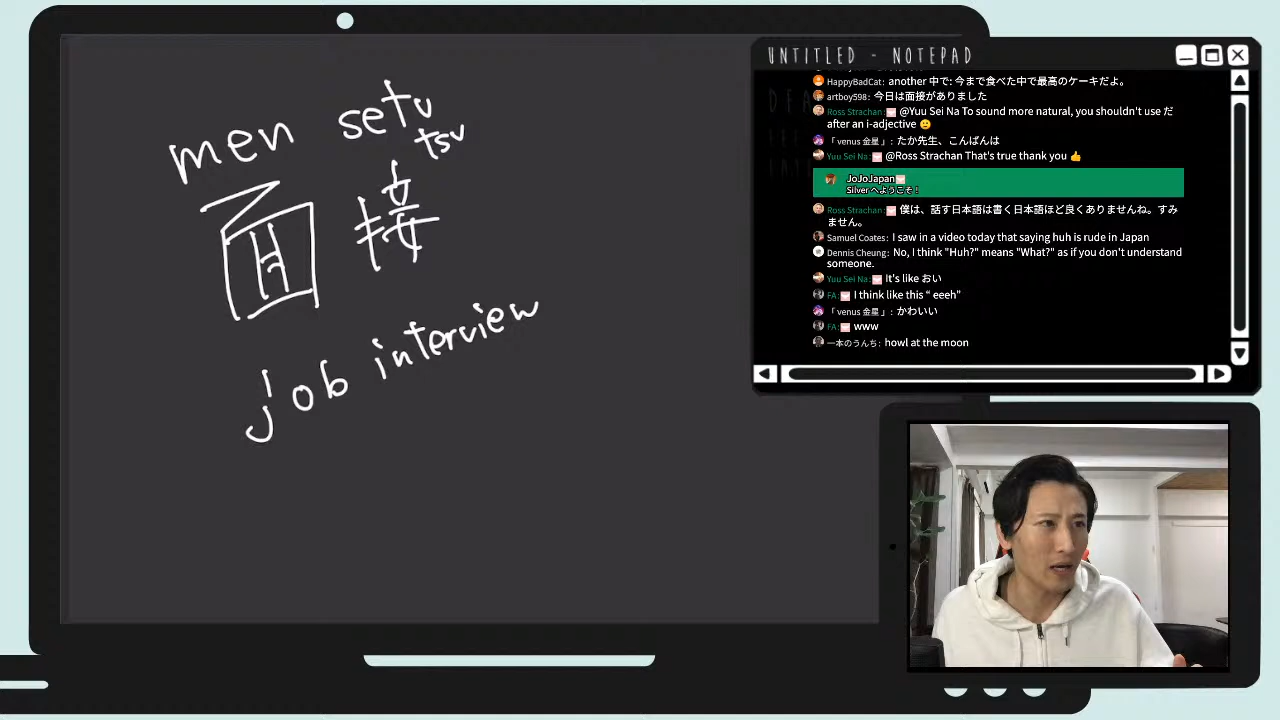 men setu
tsu
面接
job interview
UNTITLED - NOTEPAD
HappyBadCat: another 中で: 今まで食べた中で最高のケーキだよ。
artboy598: 今日は面接がありました
Ross Strachan: @Yuu Sei Na To sound more natural, you shouldn't use だ
after an i-adjective 🙂
「 venus 金星 」: たか先生、こんばんは
Yuu Sei Na: @Ross Strachan That's true thank you 👍
JoJoJapan
Silver へようこそ！
Ross Strachan: 僕は、話す日本語は書く日本語ほど良くありませんね。すみ
ません。
Samuel Coates: I saw in a video today that saying huh is rude in Japan
Dennis Cheung: No, I think "Huh?" means "What?" as if you don't understand
someone.
Yuu Sei Na: It's like おい
FA: I think like this “ eeeh”
「 venus 金星 」: かわいい
FA: www
一本のうんち: howl at the moon